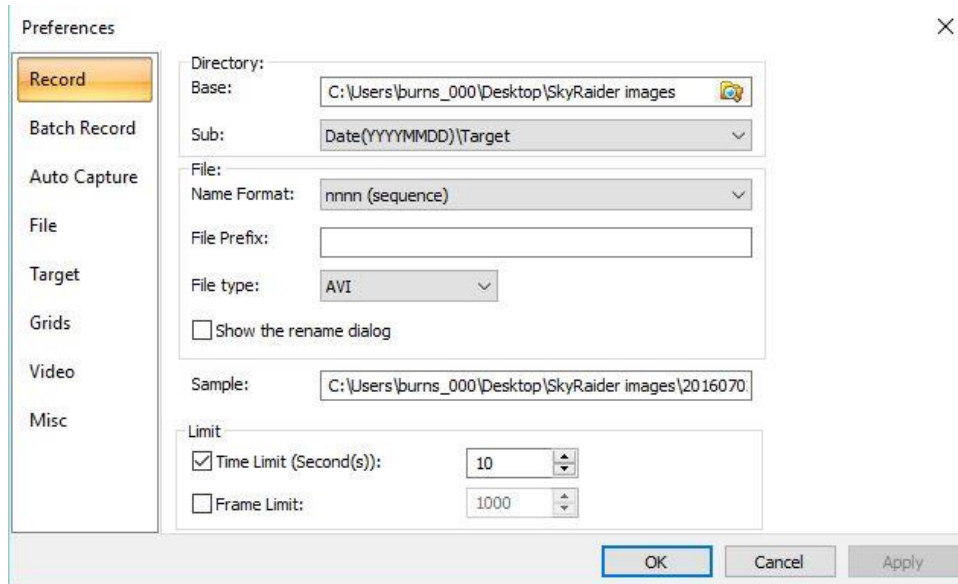 Preferences
Record
Batch Record
Auto Capture
File
Target
Grids
Video
Misc
Directory:
Base: C:\Users\burns_000\Desktop\SkyRaider images
Sub: Date(YYYYMMDD)\Target
File:
Name Format: nnnn (sequence)
File Prefix:
File type: AVI
Show the rename dialog
Sample: C:\Users\burns_000\Desktop\SkyRaider images\2016070
Limit
Time Limit (Second(s)): 10
Frame Limit: 1000
OK Cancel Apply